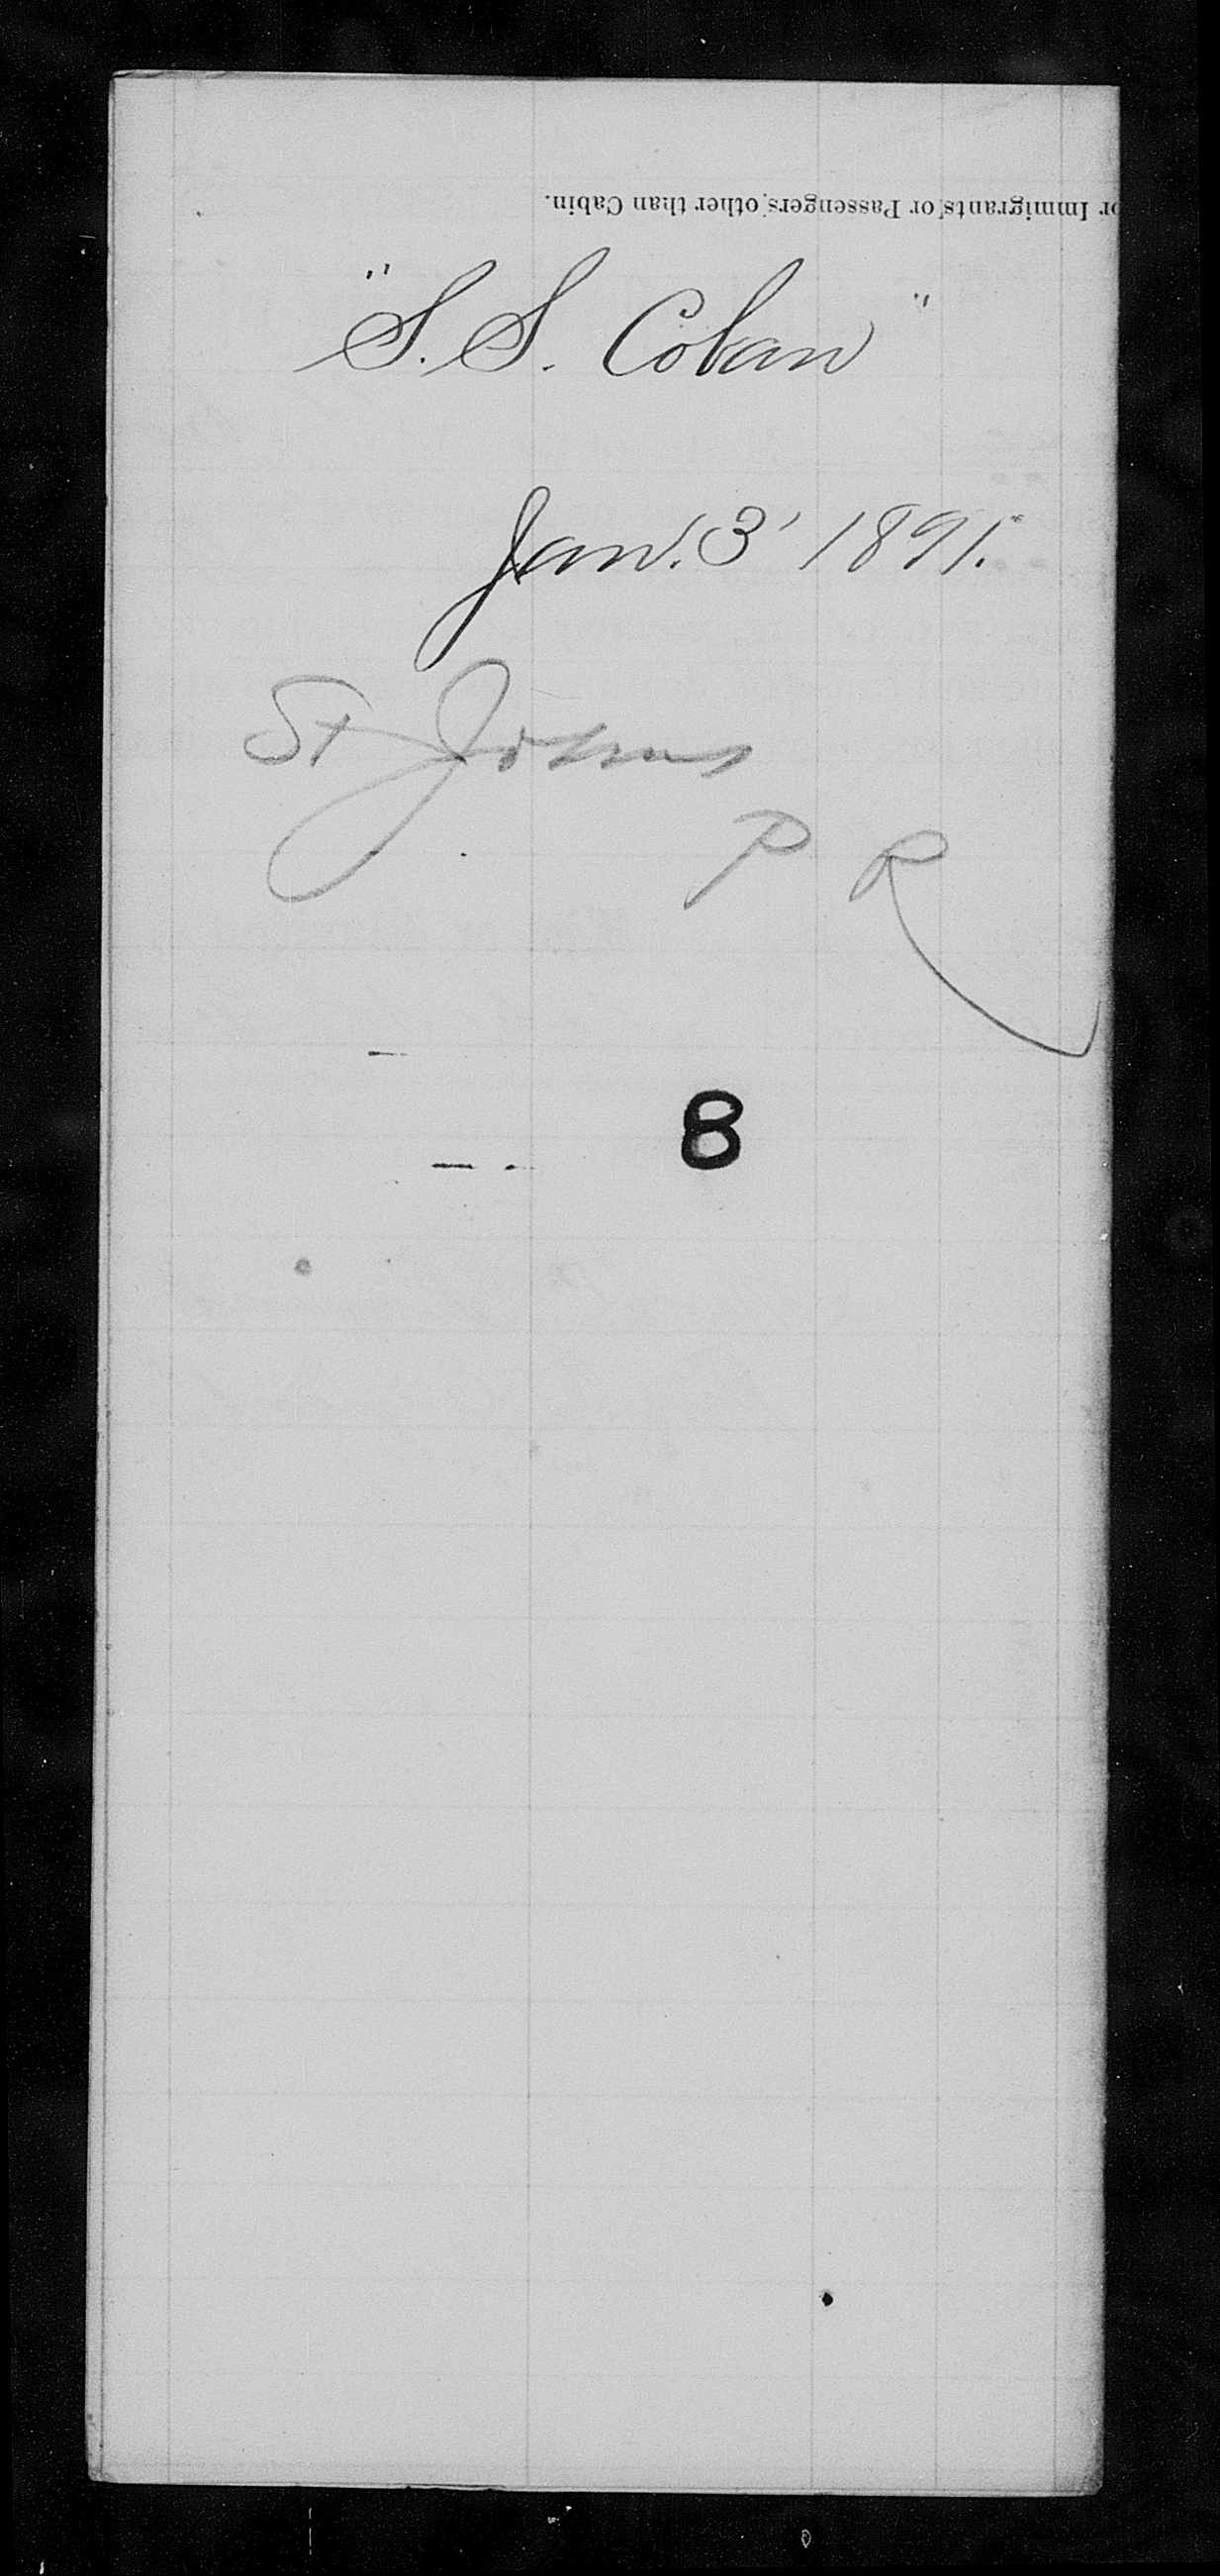 or Immigrants or Passengers other than Cabin.
"S. S. Coban"
Jan. 3' 1891.
St Johns
P R
8